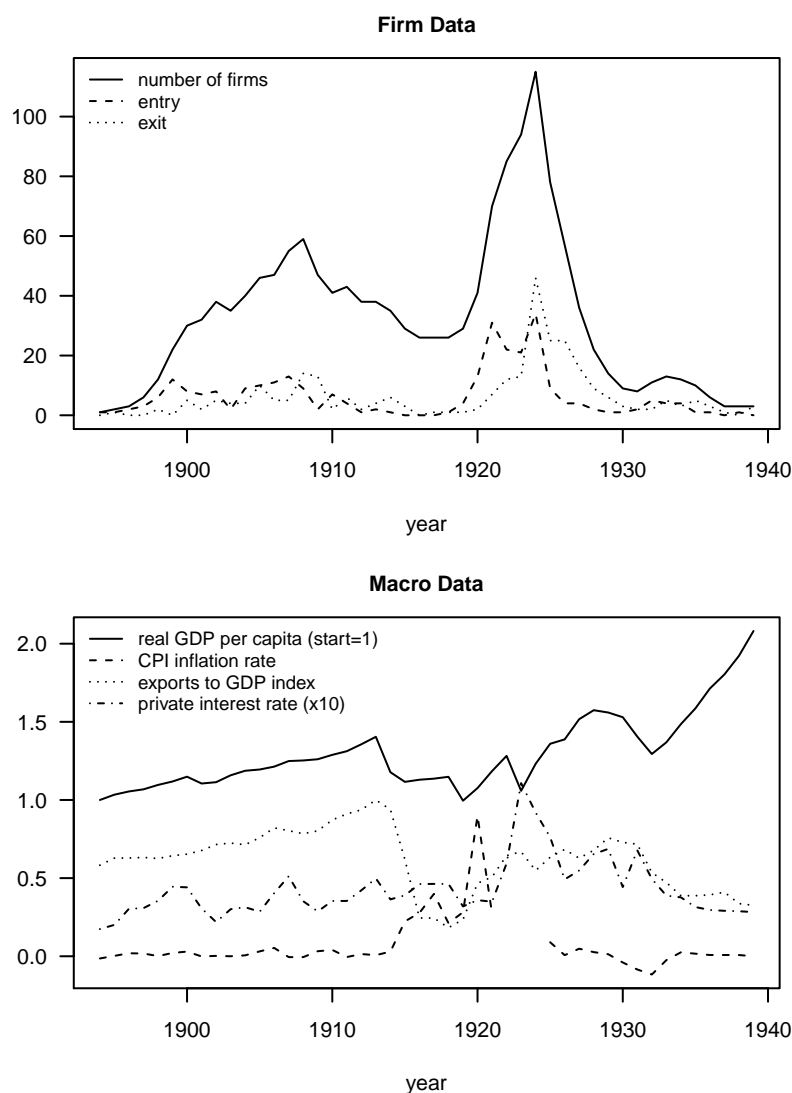 Firm Data
number of firms
entry
exit
100
80
60
40
20
0
1900 1910 1920 1930 1940
year
Macro Data
real GDP per capita (start=1)
CPI inflation rate
exports to GDP index
private interest rate (x10)
2.0
1.5
1.0
0.5
0.0
1900 1910 1920 1930 1940
year